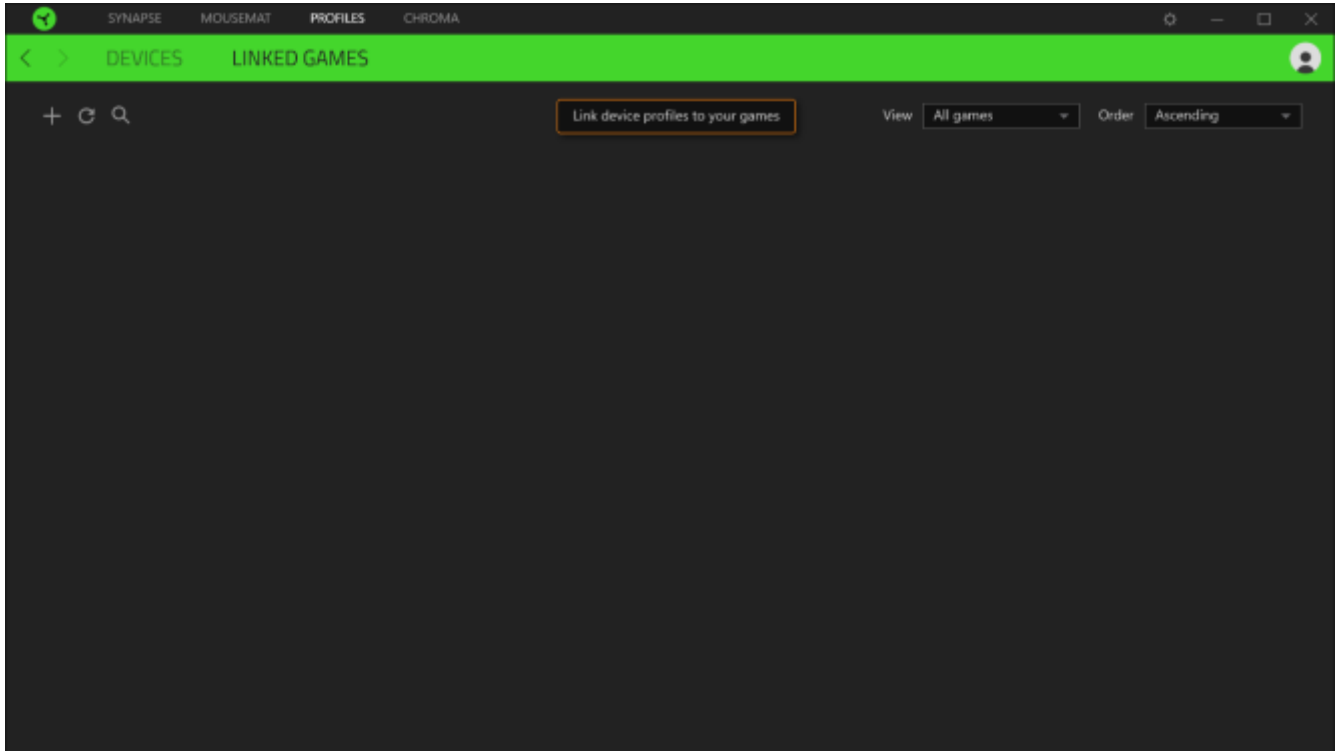 SYNAPSE MOUSEMAT PROFILES CHROMA
DEVICES LINKED GAMES
Link device profiles to your games View All games Order Ascending